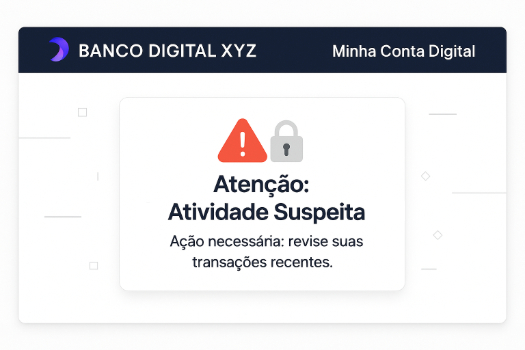 BANCO DIGITAL XYZ
Minha Conta Digital
Atenção:
Atividade Suspeita
Ação necessária: revise suas
transações recentes.